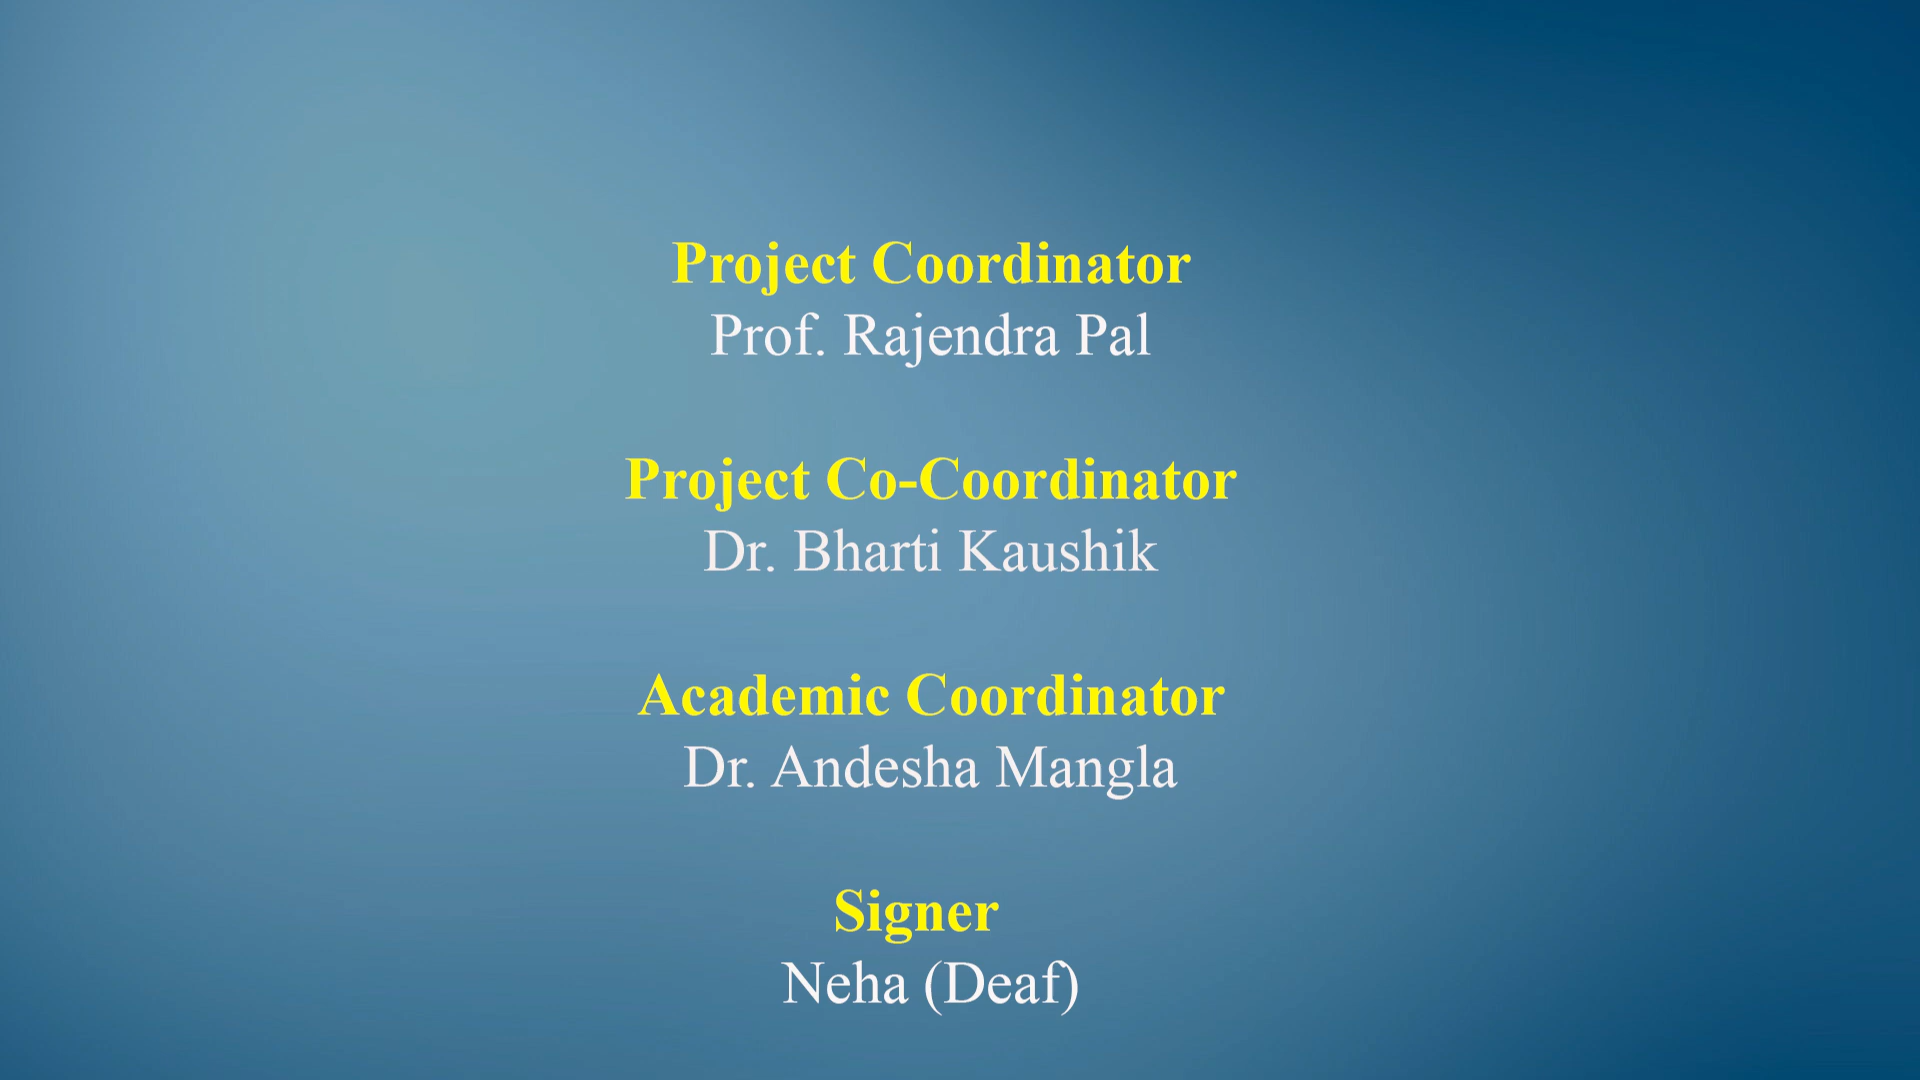 Project Coordinator
Prof. Rajendra Pal
Project Co-Coordinator
Dr. Bharti Kaushik
Academic Coordinator
Dr. Andesha Mangla
Signer
Neha (Deaf)